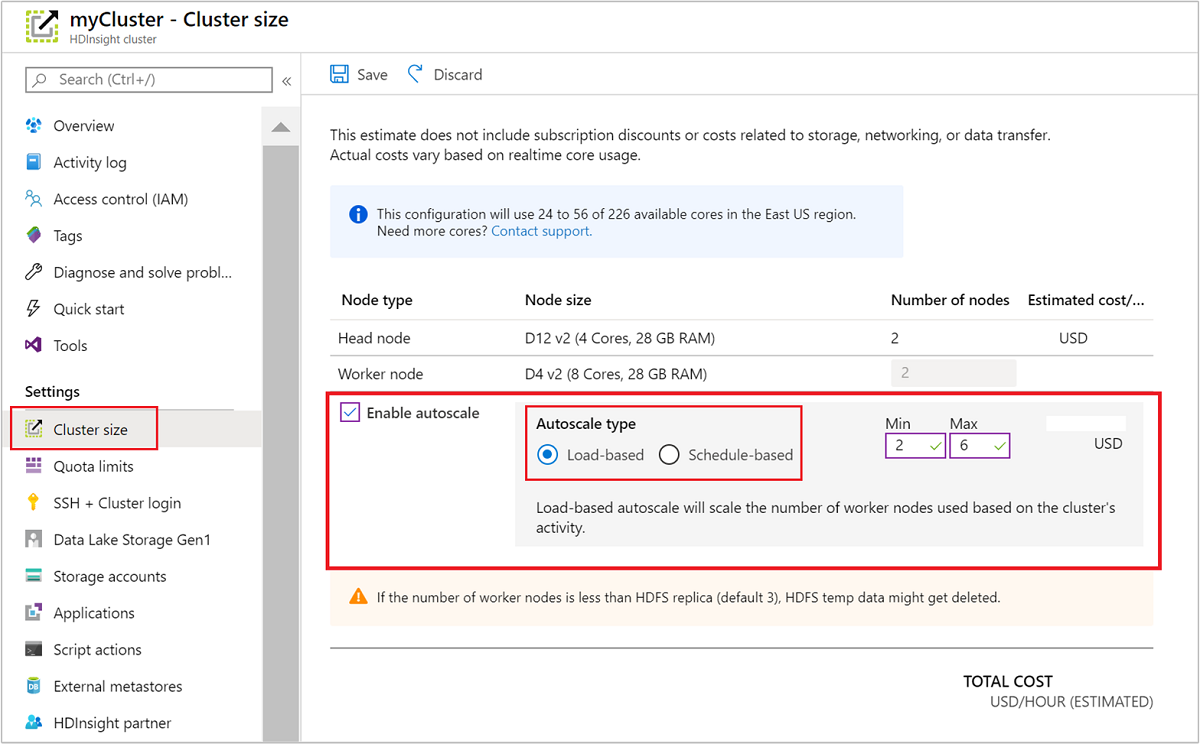 myCluster - Cluster size
HDInsight cluster
Search (Ctrl+/)
«
Overview
Activity log
Access control (IAM)
Tags
Diagnose and solve probl...
Quick start
Tools
Settings
Cluster size
Quota limits
SSH + Cluster login
Data Lake Storage Gen1
Storage accounts
Applications
Script actions
External metastores
HDInsight partner
Save Discard
This estimate does not include subscription discounts or costs related to storage, networking, or data transfer.
Actual costs vary based on realtime core usage.
This configuration will use 24 to 56 of 226 available cores in the East US region.
Need more cores? Contact support.
Node type Node size Number of nodes Estimated cost/...
Head node D12 v2 (4 Cores, 28 GB RAM) 2 USD
Worker node D4 v2 (8 Cores, 28 GB RAM) 2
Enable autoscale
Autoscale type
Load-based Schedule-based
Min Max
2 6 USD
Load-based autoscale will scale the number of worker nodes used based on the cluster's
activity.
If the number of worker nodes is less than HDFS replica (default 3), HDFS temp data might get deleted.
TOTAL COST
USD/HOUR (ESTIMATED)